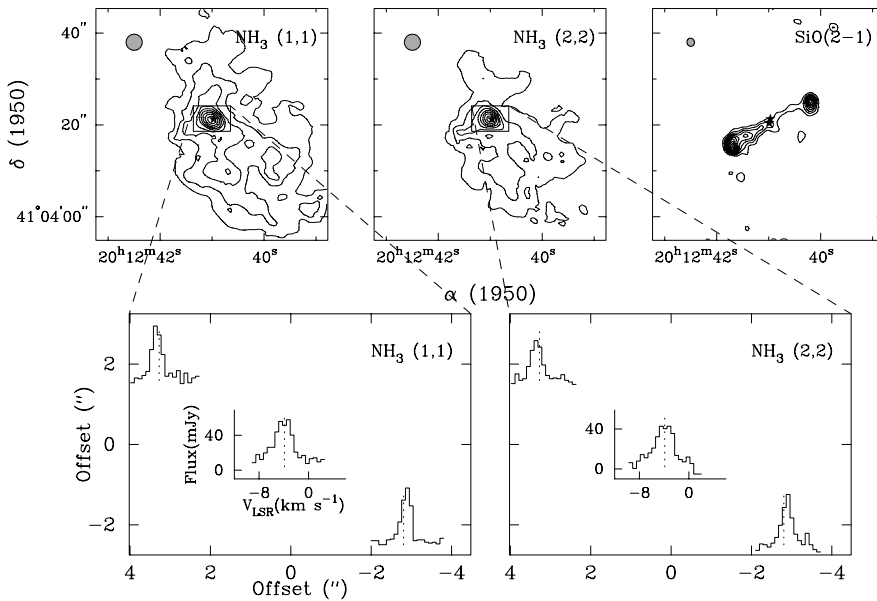 NH₃ (1,1)
NH₃ (2,2)
SiO(2−1)
40″
20″
41°04′00″
δ (1950)
20ʰ12ᵐ42ˢ 40ˢ
20ʰ12ᵐ42ˢ 40ˢ
20ʰ12ᵐ42ˢ 40ˢ
α (1950)
NH₃ (1,1)
NH₃ (2,2)
2
0
−2
Offset (″)
Flux(mJy)
40
0
−8 0
V_LSR(km s⁻¹)
40
0
−8 0
4 2 0 −2 −4
4 2 0 −2 −4
Offset (″)